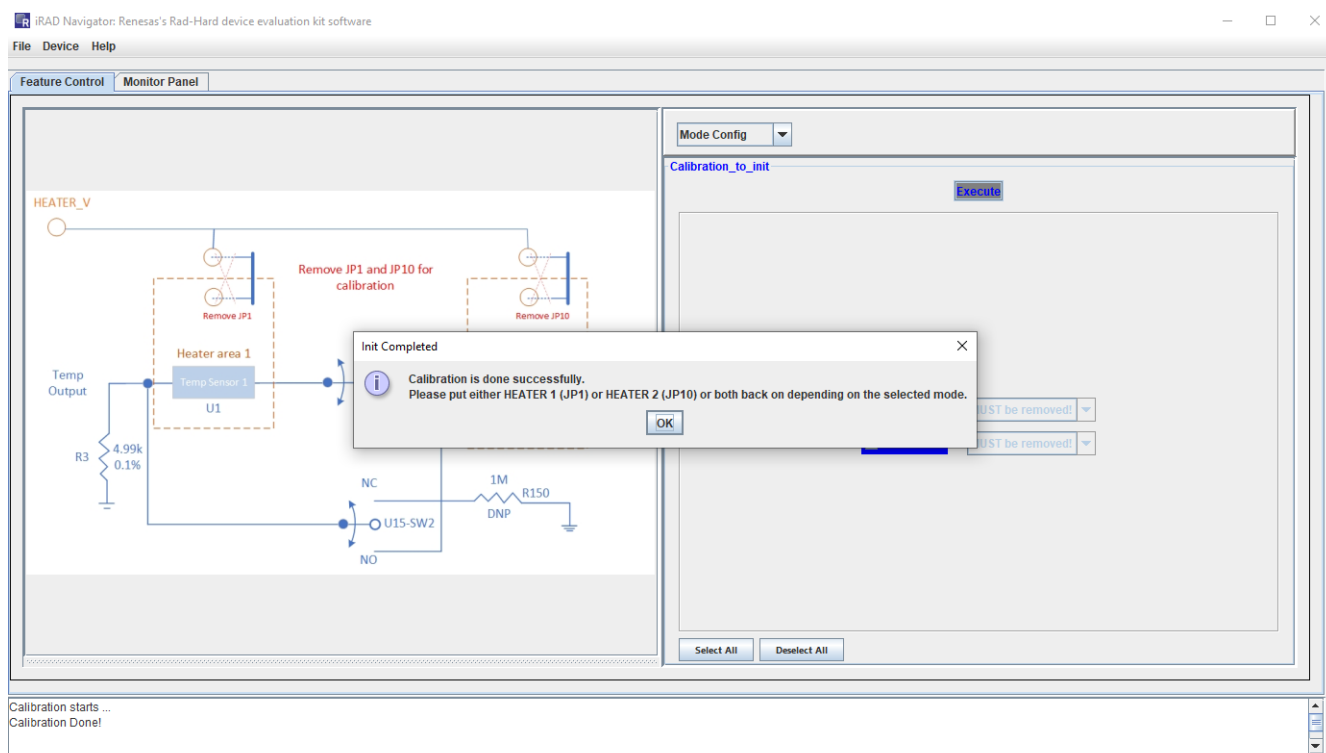 iRAD Navigator: Renesas's Rad-Hard device evaluation kit software
File Device Help
Feature Control Monitor Panel
Mode Config
Calibration_to_init
Execute
HEATER_V
Remove JP1 and JP10 for
calibration
Remove JP1
Remove JP10
Heater area 1
Temp
Output
Temp Sensor 1
U1
R3
4.99k
0.1%
NC
1M
R150
DNP
U15-SW2
NO
Init Completed
Calibration is done successfully.
Please put either HEATER 1 (JP1) or HEATER 2 (JP10) or both back on depending on the selected mode.
OK
UST be removed!
UST be removed!
Select All Deselect All
Calibration starts ...
Calibration Done!